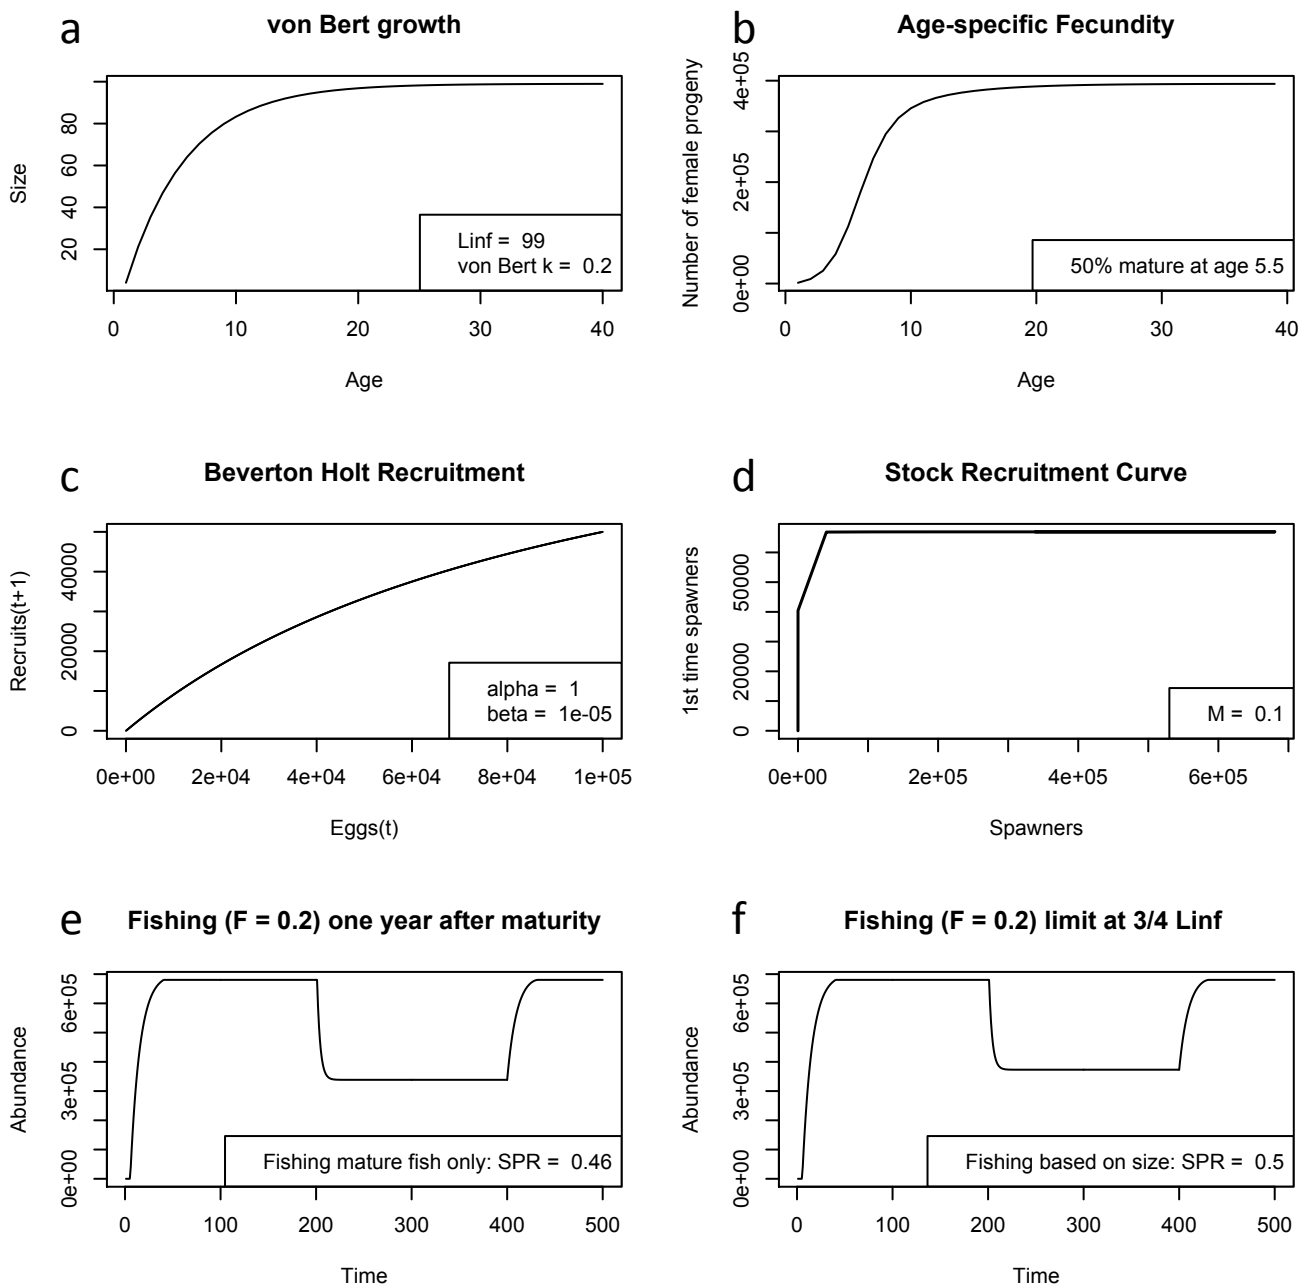 a
von Bert growth
Size
20
40
60
80
0
10
20
30
40
Age
Linf = 99
von Bert k = 0.2
b
Age-specific Fecundity
Number of female progeny
0e+00
2e+05
4e+05
0
10
20
30
40
Age
50% mature at age 5.5
c
Beverton Holt Recruitment
Recruits(t+1)
0
20000
40000
0e+00
2e+04
4e+04
6e+04
8e+04
1e+05
Eggs(t)
alpha = 1
beta = 1e-05
d
Stock Recruitment Curve
1st time spawners
0
20000
50000
0e+00
2e+05
4e+05
6e+05
Spawners
M = 0.1
e
Fishing (F = 0.2) one year after maturity
Abundance
0e+00
3e+05
6e+05
0
100
200
300
400
500
Time
Fishing mature fish only: SPR = 0.46
f
Fishing (F = 0.2) limit at 3/4 Linf
Abundance
0e+00
3e+05
6e+05
0
100
200
300
400
500
Time
Fishing based on size: SPR = 0.5